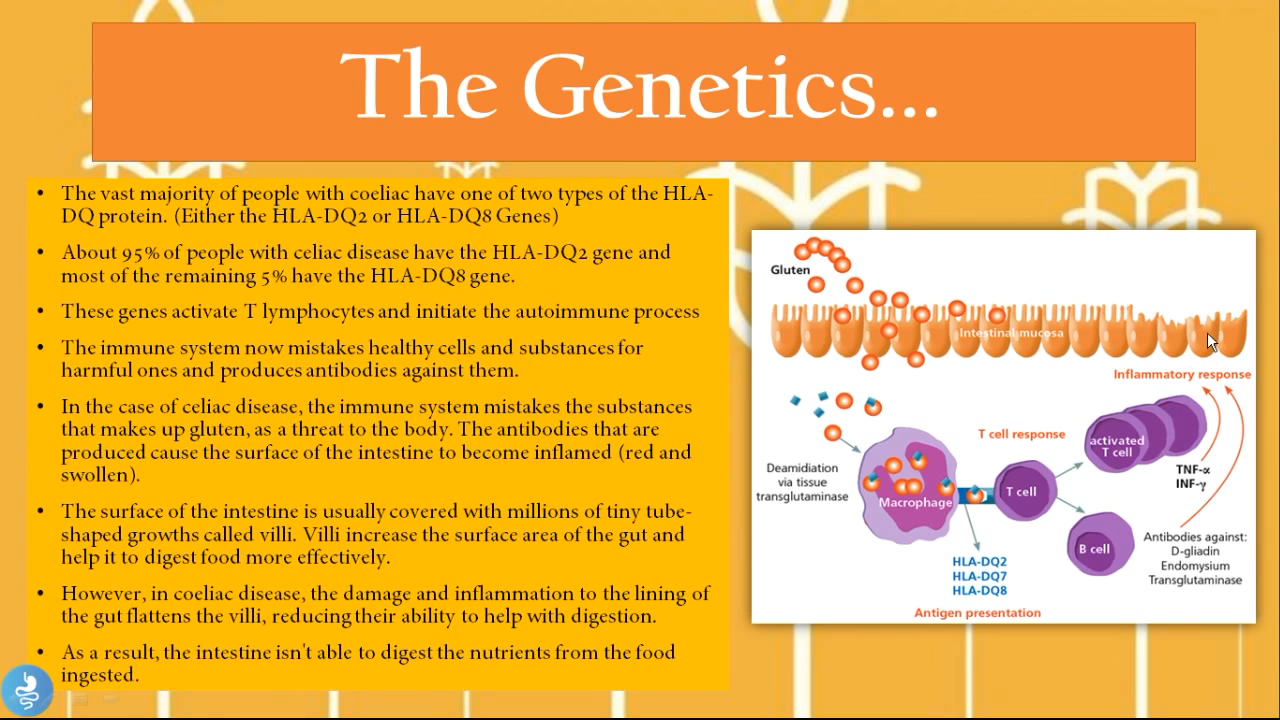 The Genetics...
• The vast majority of people with coeliac have one of two types of the HLA-
DQ protein. (Either the HLA-DQ2 or HLA-DQ8 Genes)
• About 95% of people with celiac disease have the HLA-DQ2 gene and
most of the remaining 5% have the HLA-DQ8 gene.
• These genes activate T lymphocytes and initiate the autoimmune process
• The immune system now mistakes healthy cells and substances for
harmful ones and produces antibodies against them.
• In the case of celiac disease, the immune system mistakes the substances
that makes up gluten, as a threat to the body. The antibodies that are
produced cause the surface of the intestine to become inflamed (red and
swollen).
• The surface of the intestine is usually covered with millions of tiny tube-
shaped growths called villi. Villi increase the surface area of the gut and
help it to digest food more effectively.
• However, in coeliac disease, the damage and inflammation to the lining of
the gut flattens the villi, reducing their ability to help with digestion.
• As a result, the intestine isn't able to digest the nutrients from the food
ingested.
Gluten
Intestinal mucosa
Inflammatory response
T cell response
activated
T cell
Deamidiation
via tissue
transglutaminase
Macrophage
T cell
TNF-α
INF-γ
B cell
Antibodies against:
D-gliadin
Endomysium
Transglutaminase
HLA-DQ2
HLA-DQ7
HLA-DQ8
Antigen presentation